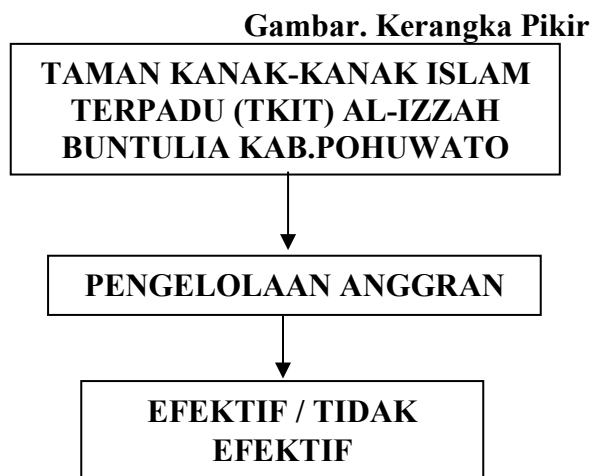 Gambar. Kerangka Pikir
TAMAN KANAK-KANAK ISLAM
TERPADU (TKIT) AL-IZZAH
BUNTULIA KAB.POHUWATO
PENGELOLAAN ANGGRAN
EFEKTIF / TIDAK
EFEKTIF